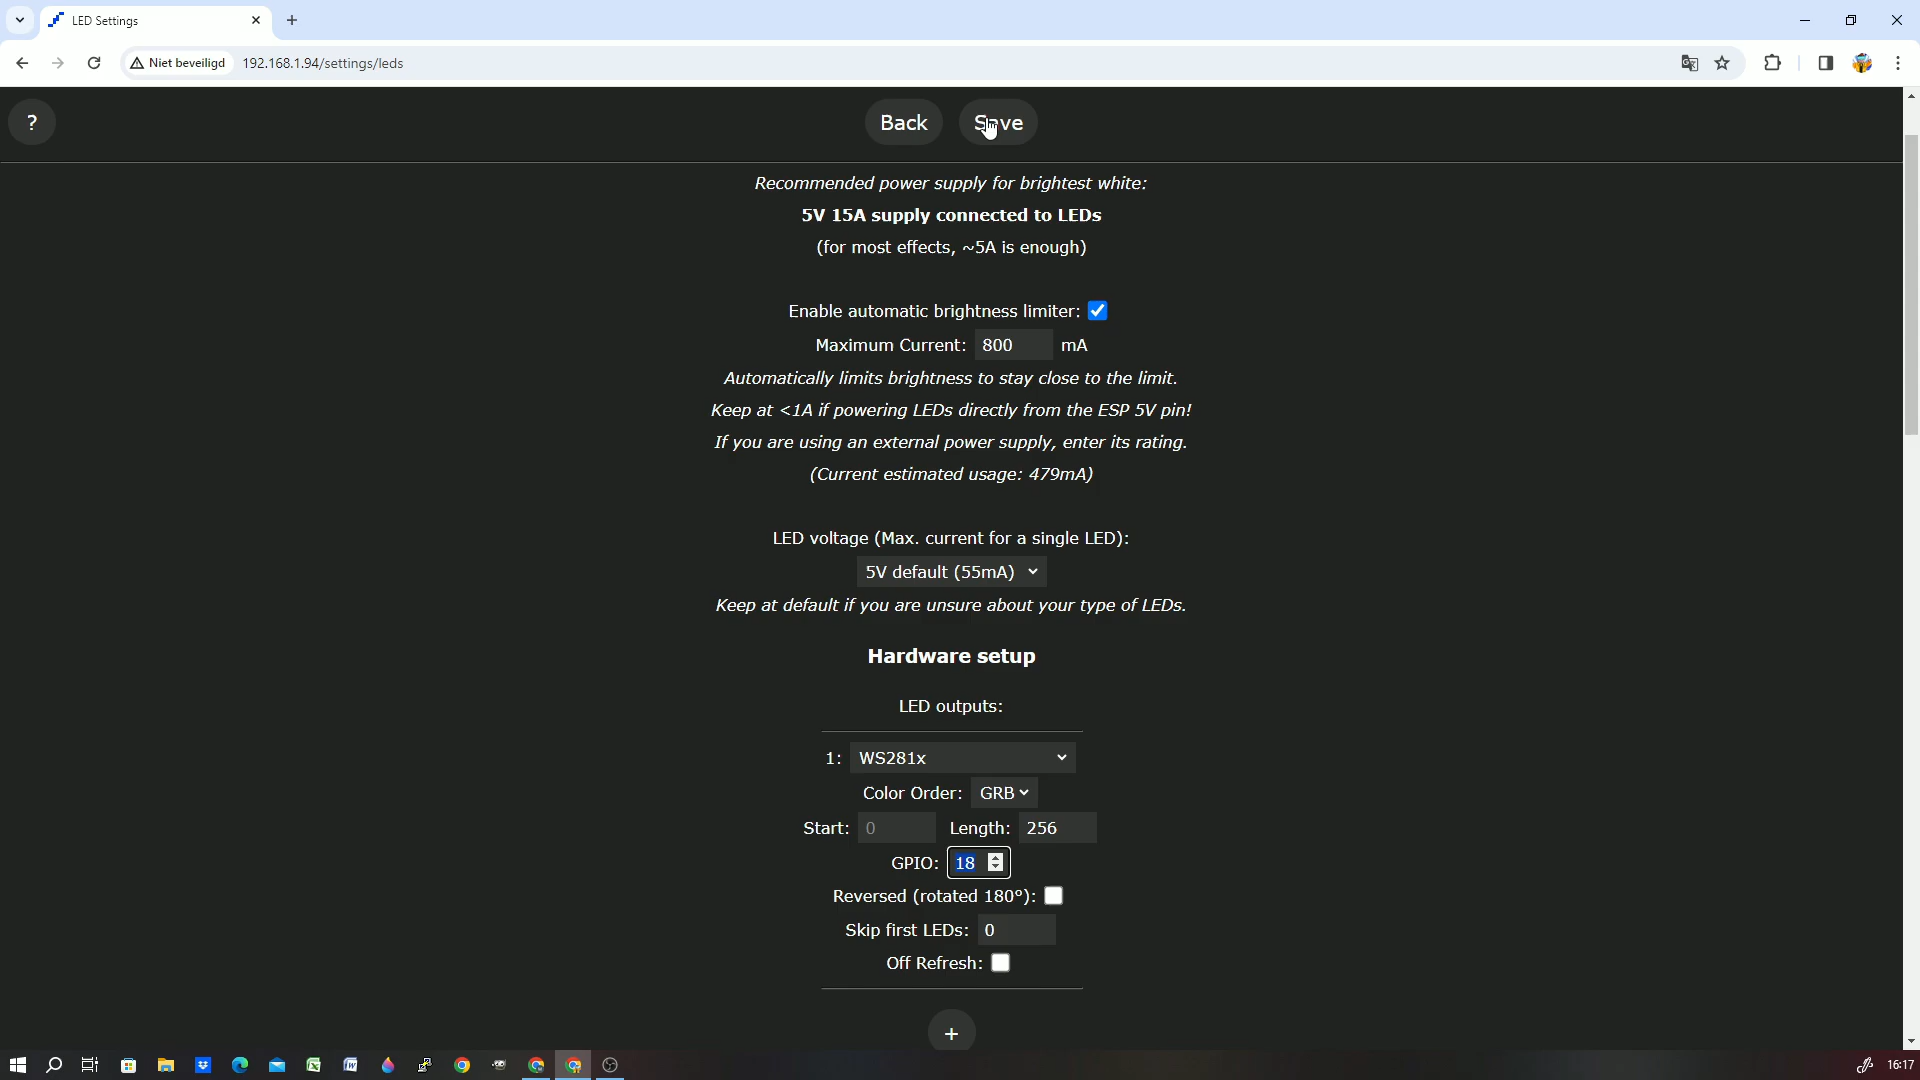 LED Settings
Niet beveiligd
192.168.1.94/settings/leds
?
Back
Save
Recommended power supply for brightest white:
5V 15A supply connected to LEDs
(for most effects, ~5A is enough)
Enable automatic brightness limiter:
Maximum Current: 800 mA
Automatically limits brightness to stay close to the limit.
Keep at <1A if powering LEDs directly from the ESP 5V pin!
If you are using an external power supply, enter its rating.
(Current estimated usage: 479mA)
LED voltage (Max. current for a single LED):
5V default (55mA)
Keep at default if you are unsure about your type of LEDs.
Hardware setup
LED outputs:
1: WS281x
Color Order: GRB
Start: 0 Length: 256
GPIO: 18
Reversed (rotated 180°):
Skip first LEDs: 0
Off Refresh:
+
16:17